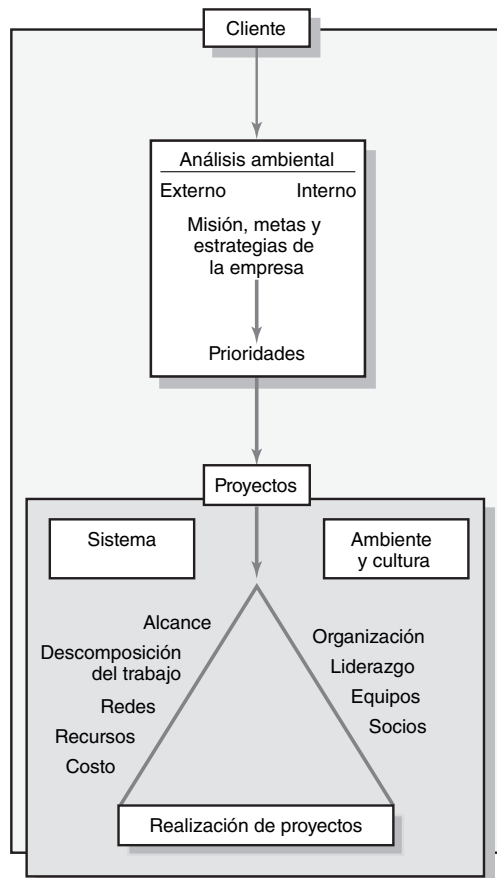 Cliente
Análisis ambiental
Externo Interno
Misión, metas y
estrategias de
la empresa
Prioridades
Proyectos
Sistema
Ambiente
y cultura
Alcance
Descomposición
del trabajo
Redes
Recursos
Costo
Organización
Liderazgo
Equipos
Socios
Realización de proyectos